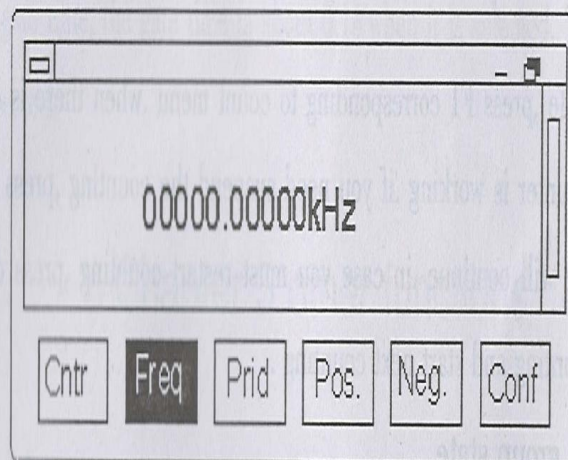 00000.00000kHz
Cntr Freq Prid Pos. Neg. Conf